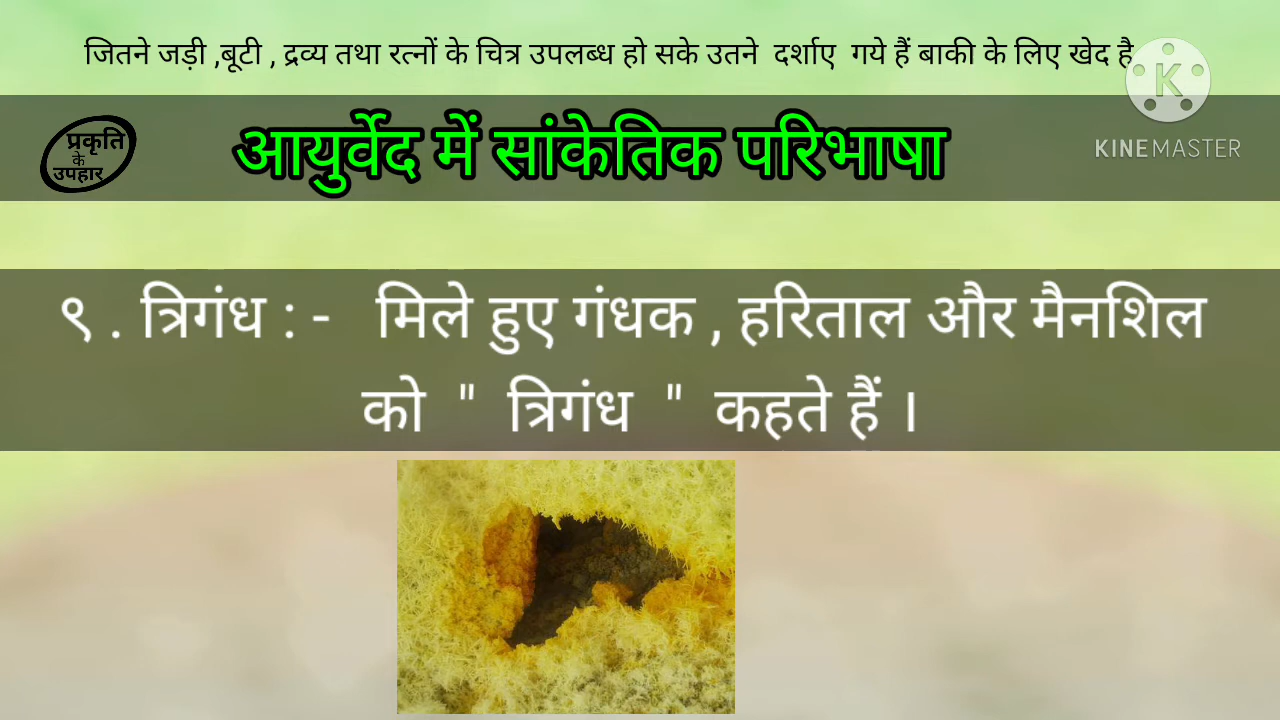 जितने जड़ी ,बूटी , द्रव्य तथा रत्नों के चित्र उपलब्ध हो सके उतने दर्शाए गये हैं बाकी के लिए खेद है
प्रकृति
के
उपहार
आयुर्वेद में सांकेतिक परिभाषा
K
KINEMASTER
९ . त्रिगंध : - मिले हुए गंधक , हरिताल और मैनशिल
को " त्रिगंध " कहते हैं ।